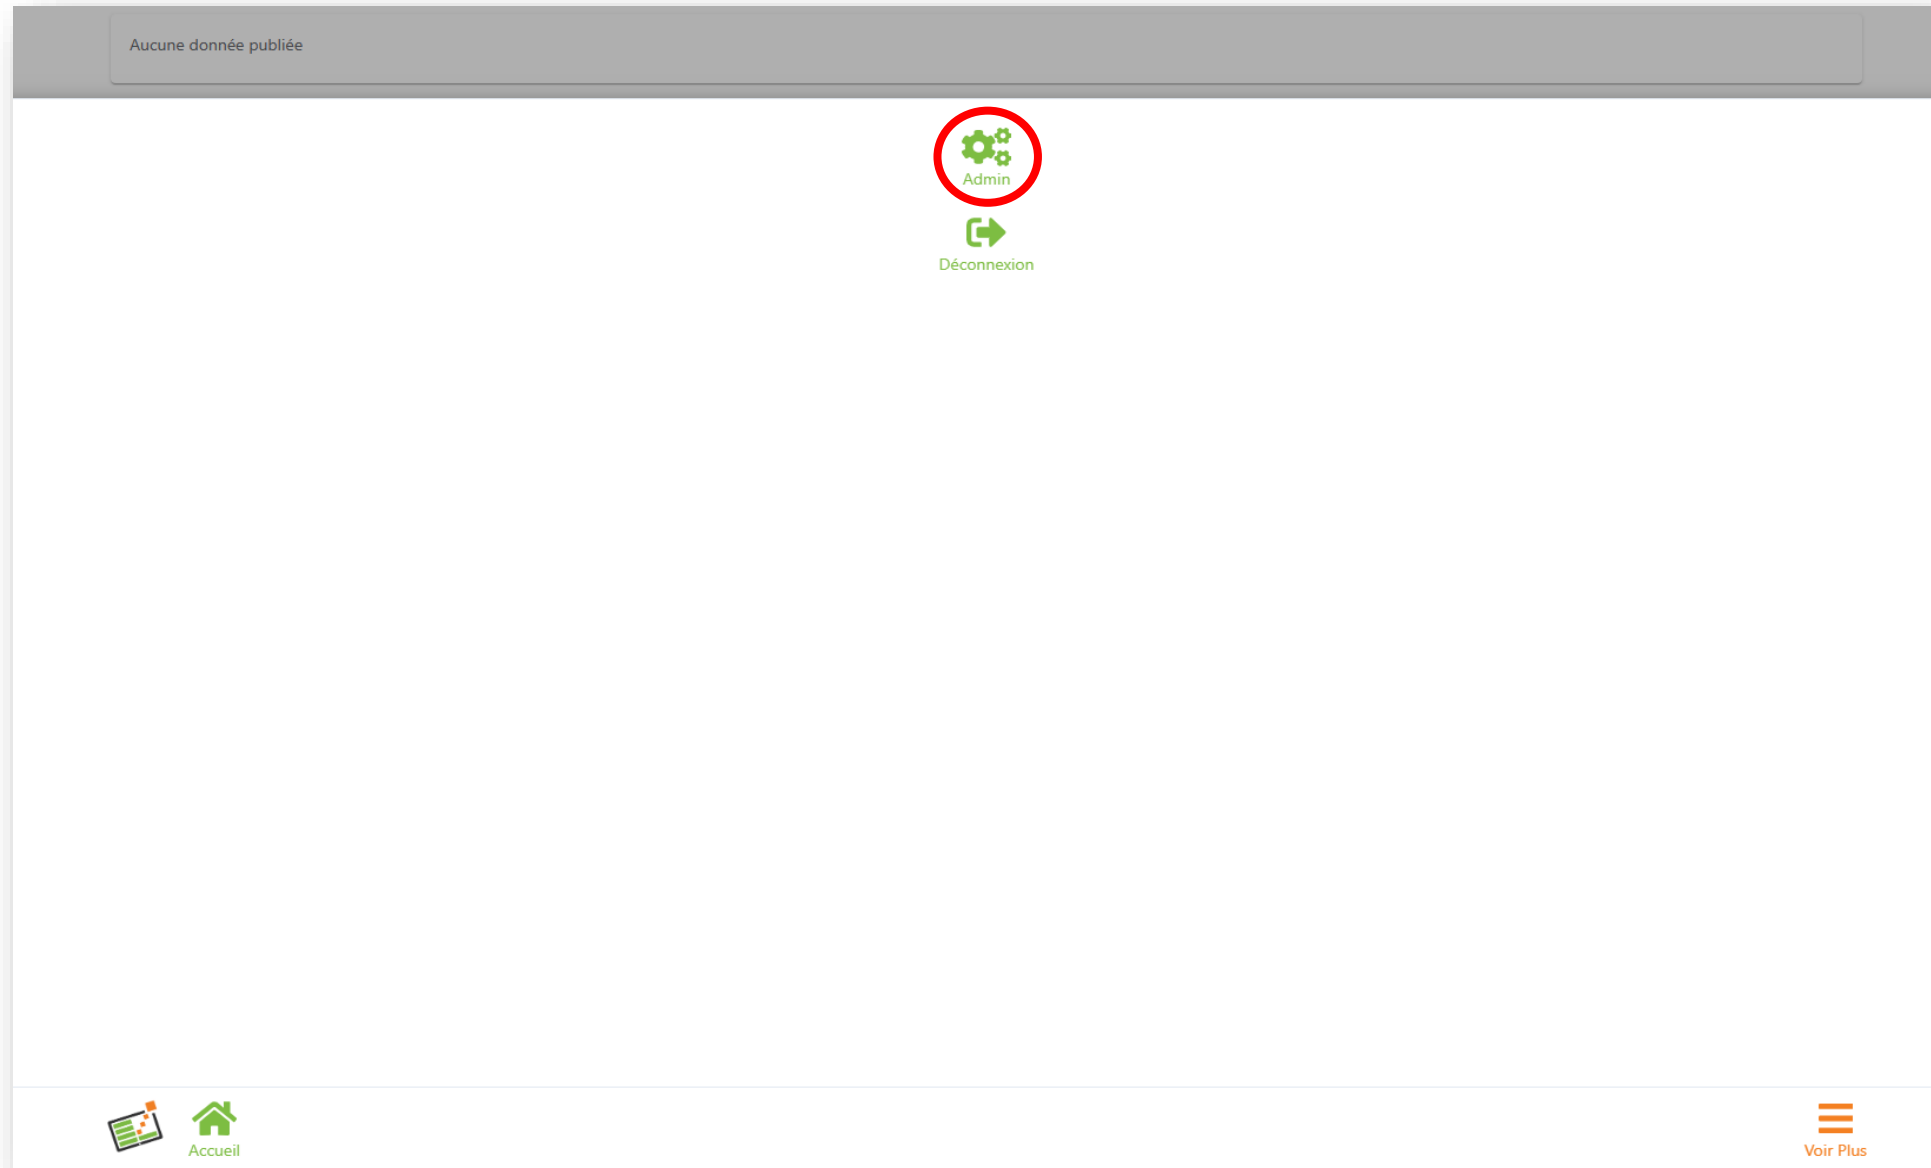 Aucune donnée publiée
Admin
Déconnexion
Accueil
Voir Plus